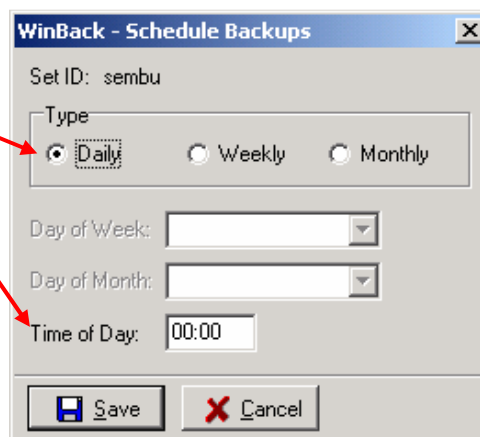 WinBack - Schedule Backups
Set ID: sembu
Type
Daily Weekly Monthly
Day of Week:
Day of Month:
Time of Day: 00:00
Save Cancel